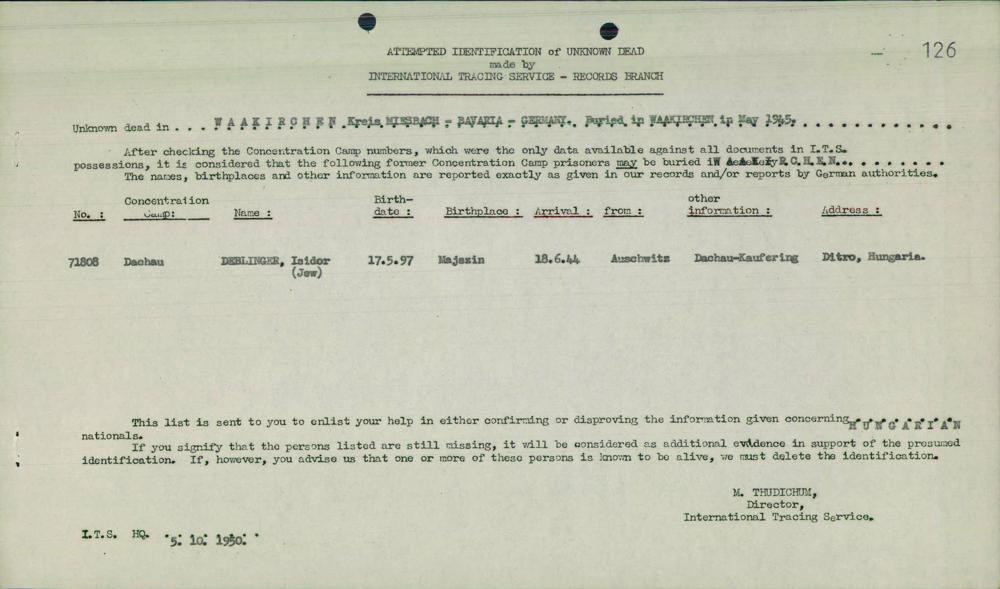 126
ATTEMPTED IDENTIFICATION of UNKNOWN DEAD
made by
INTERNATIONAL TRACING SERVICE - RECORDS BRANCH
Unknown dead in . . . WAAKIRCHEN Kreis MIESBACH - BAVARIA - GERMANY. Buried in WAAKIRCHEN in May 1945.
After checking the Concentration Camp numbers, which were the only data available against all documents in I.T.S.
possessions, it is considered that the following former Concentration Camp prisoners may be buried in WAAKIRCHEN.
The names, birthplaces and other information are reported exactly as given in our records and/or reports by German authorities.
No. : Concentration Camp: Name : Birth-date : Birthplace : Arrival : from : other information : Address :
71808 Dachau DEBLINGER, Isidor 17.5.97 Majszin 18.6.44 Auschwitz Dachau-Kaufering Ditro, Hungaria.
(Jew)
This list is sent to you to enlist your help in either confirming or disproving the information given concerning HUNGARIAN
nationals.
If you signify that the persons listed are still missing, it will be considered as additional evidence in support of the presumed
identification. If, however, you advise us that one or more of these persons is known to be alive, we must delete the identification.
M. THUDICHUM,
Director,
International Tracing Service.
I.T.S. HQ. 5. 10. 1950.